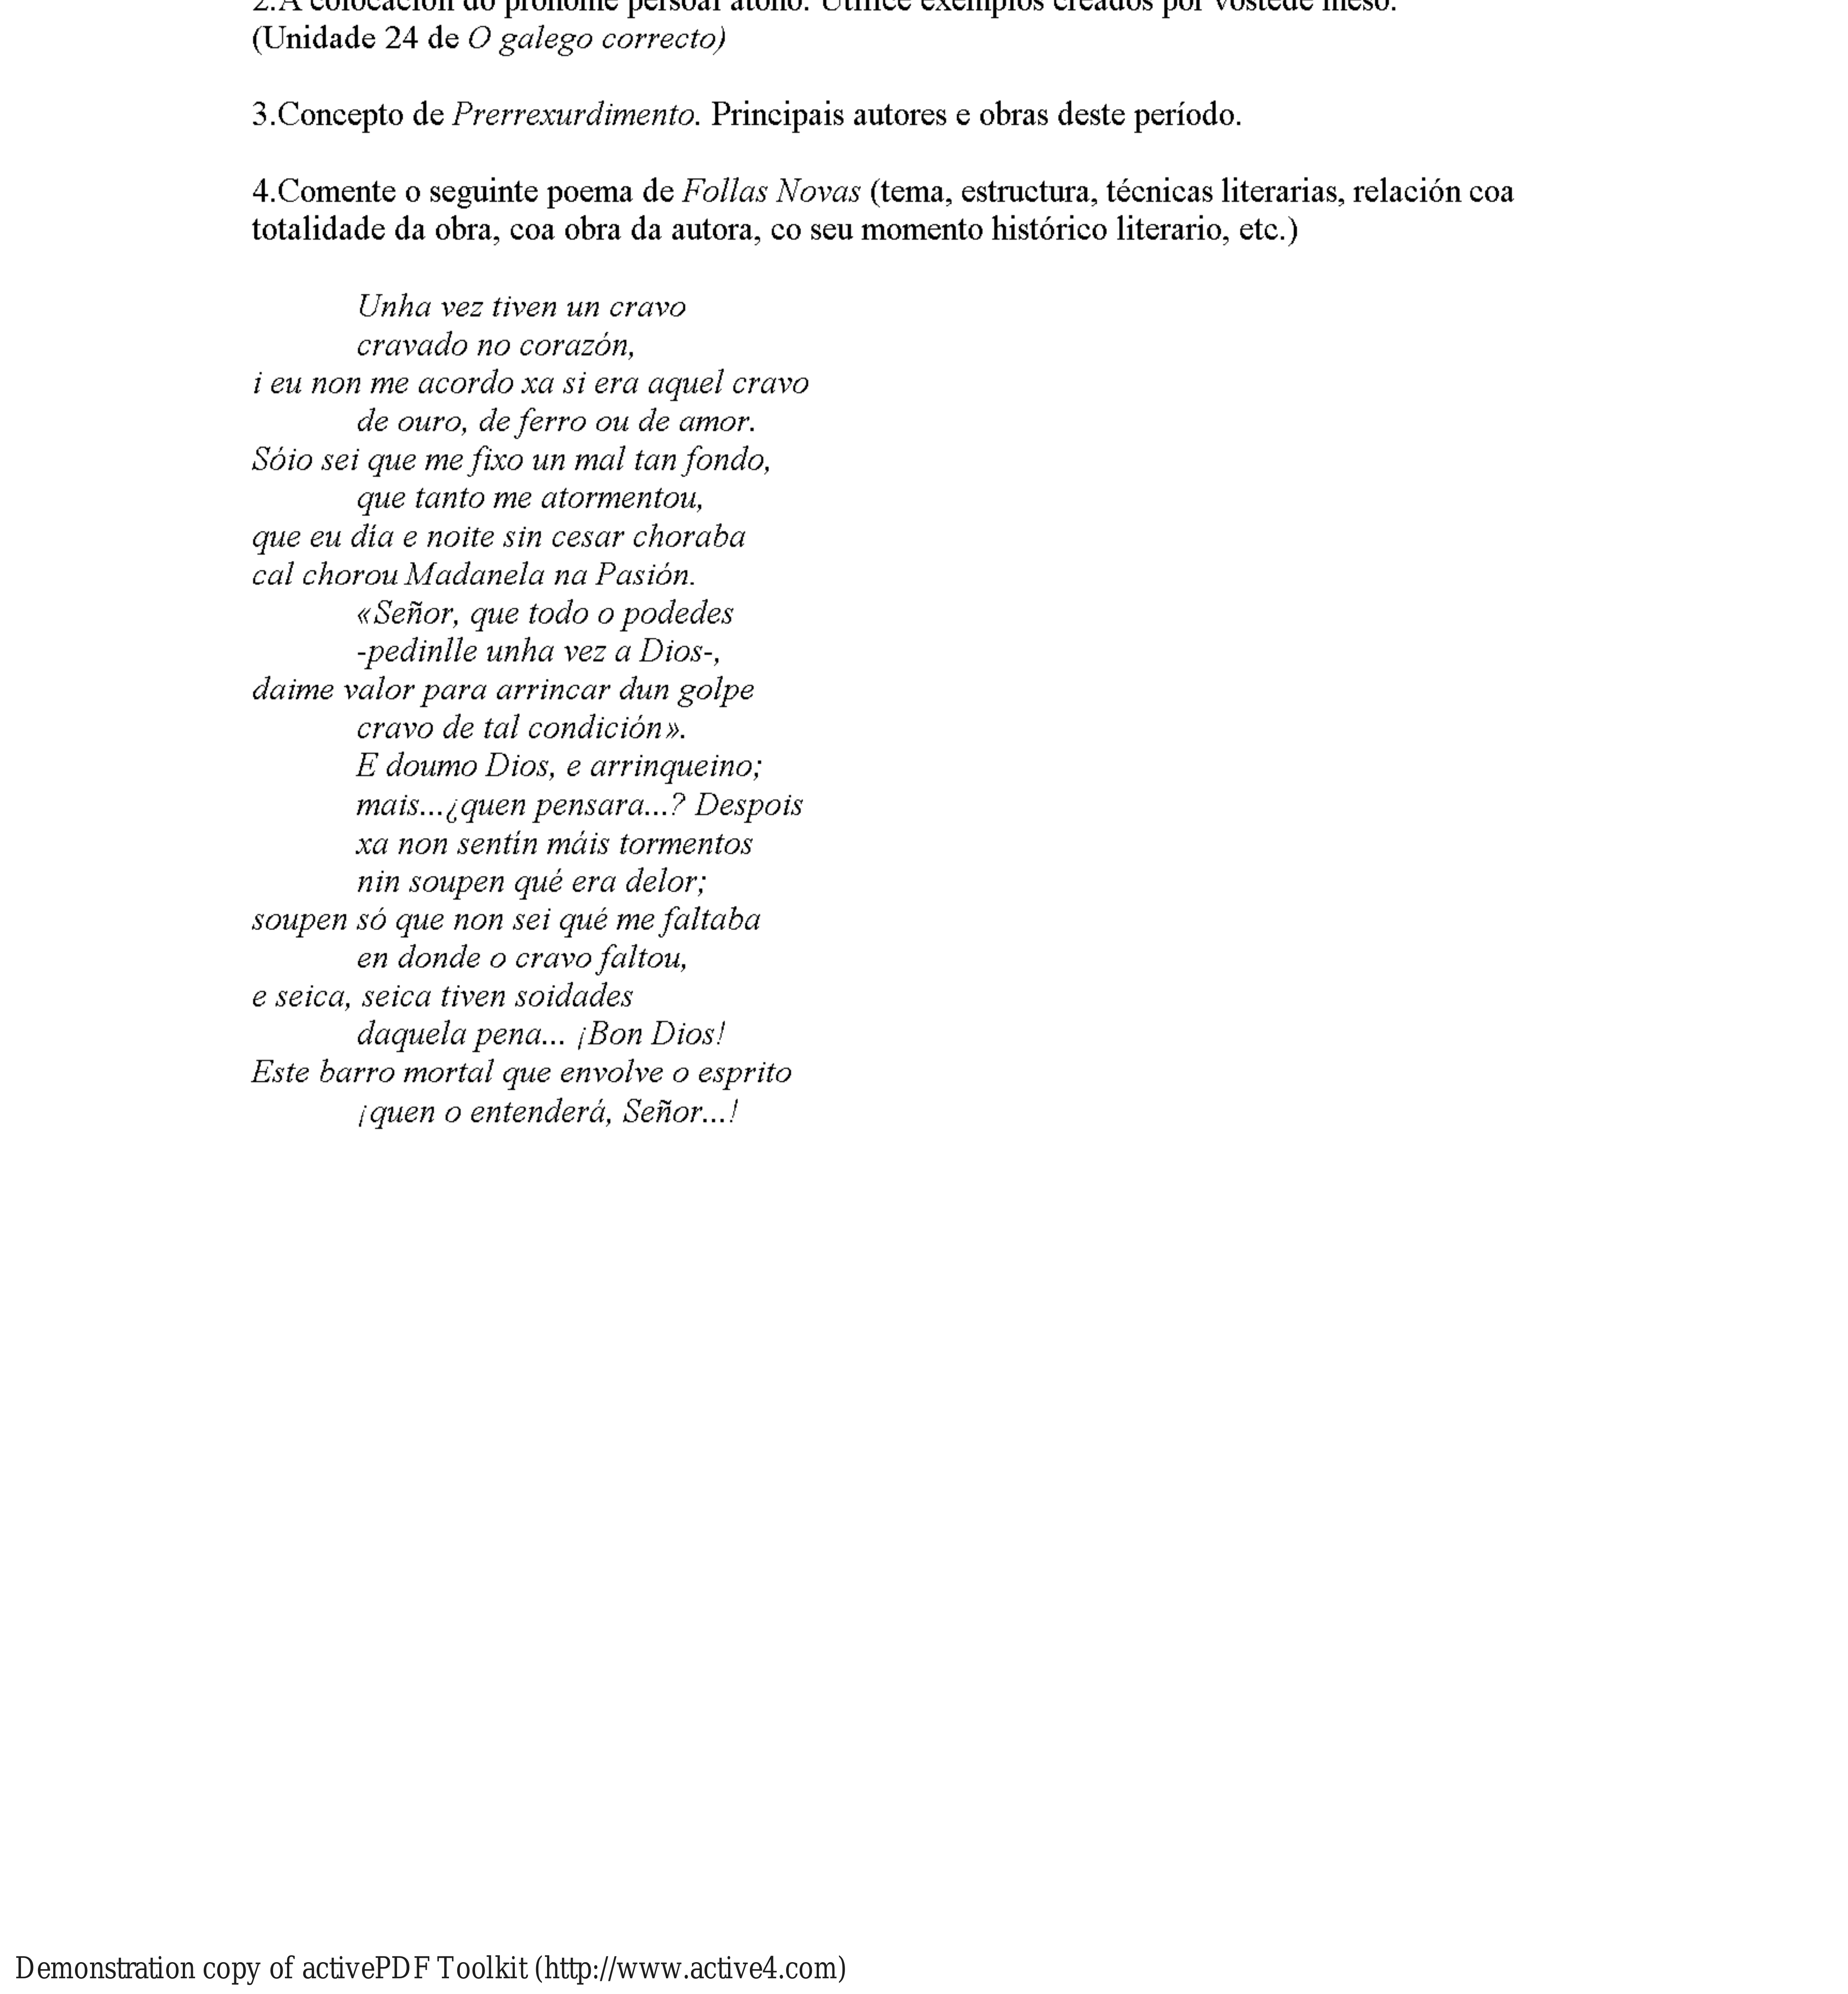 2.A colocación do pronome persoal átono. Utilice exemplos creados por vostede meso.
(Unidade 24 de O galego correcto)
3.Concepto de Prerrexurdimento. Principais autores e obras deste período.
4.Comente o seguinte poema de Follas Novas (tema, estructura, técnicas literarias, relación coa
totalidade da obra, coa obra da autora, co seu momento histórico literario, etc.)
Unha vez tiven un cravo
cravado no corazón,
i eu non me acordo xa si era aquel cravo
de ouro, de ferro ou de amor.
Sóio sei que me fixo un mal tan fondo,
que tanto me atormentou,
que eu día e noite sin cesar choraba
cal chorou Madanela na Pasión.
«Señor, que todo o podedes
-pedinlle unha vez a Dios-,
daime valor para arrincar dun golpe
cravo de tal condición».
E doumo Dios, e arrinqueino;
mais...¿quen pensara...? Despois
xa non sentín máis tormentos
nin soupen qué era delor;
soupen só que non sei qué me faltaba
en donde o cravo faltou,
e seica, seica tiven soidades
daquela pena... ¡Bon Dios!
Este barro mortal que envolve o esprito
¡quen o entenderá, Señor...!
Demonstration copy of activePDF Toolkit (http://www.active4.com)